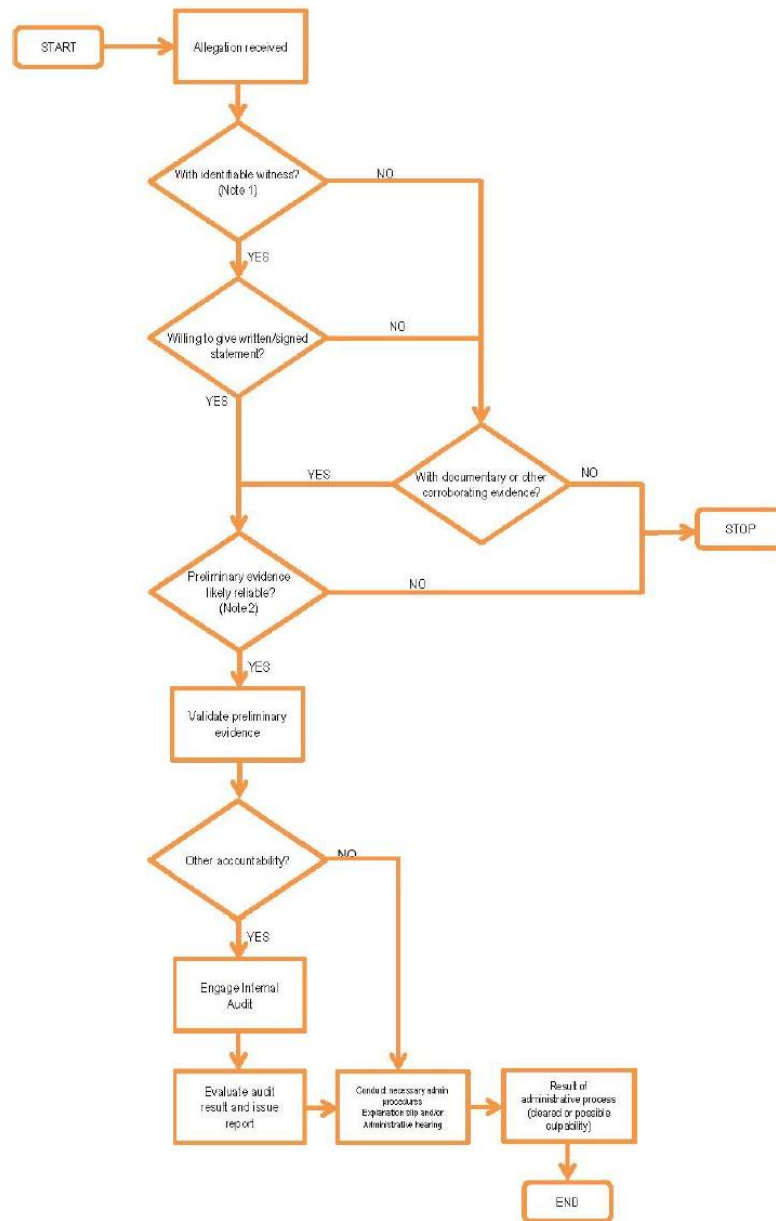 START
Allegation received
With identifiable witness?
(Note 1)
NO
YES
Willing to give written/signed
statement?
NO
YES
With documentary or other
corroborating evidence?
YES
NO
STOP
Preliminary evidence
likely reliable?
(Note 2)
NO
YES
Validate preliminary
evidence
Other accountability?
NO
YES
Engage Internal
Audit
Evaluate audit
result and issue
report
Conduct necessary admin
procedures
Explanation slip and/or
Administrative hearing
Result of
administrative process
(cleared or possible
culpability)
END